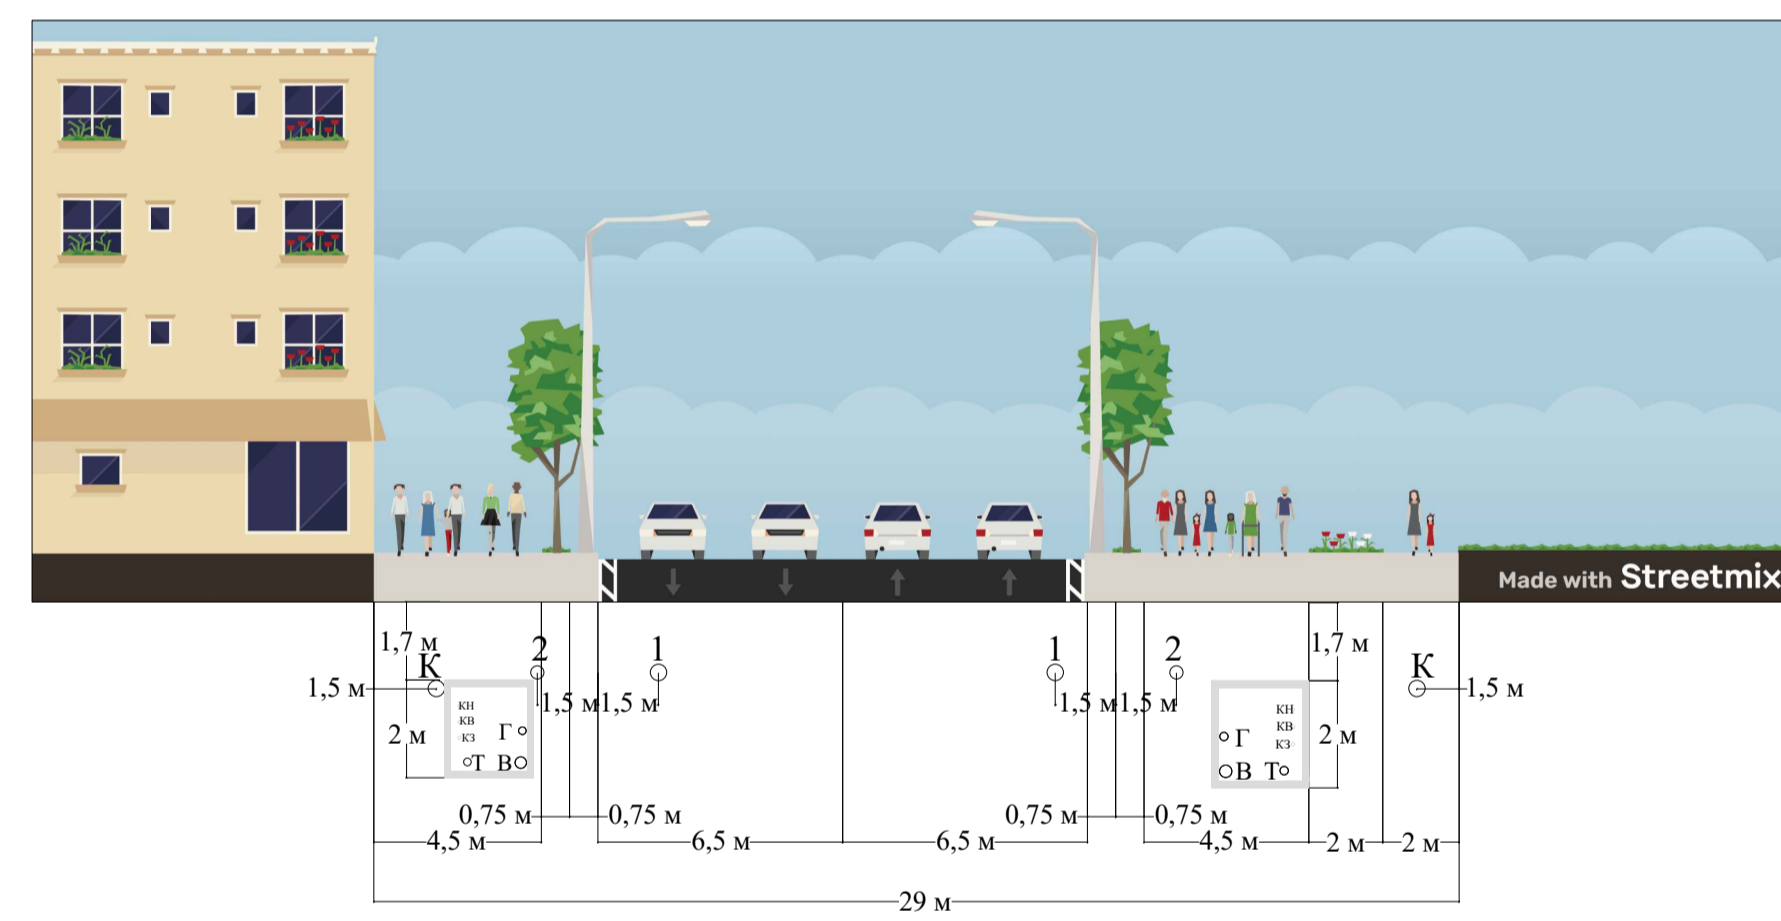 Made with Streetmix
1,7 м
К
2
1
1
2
1,7 м
К
1,5 м
1,5 м
1,5 м
1,5 м
1,5 м
1,5 м
кн
кв
кз
Г
Т
В
2 м
Г
В
кн
кв
кз
Т
2 м
0,75 м
0,75 м
0,75 м
0,75 м
4,5 м
6,5 м
6,5 м
4,5 м
2 м
2 м
29 м